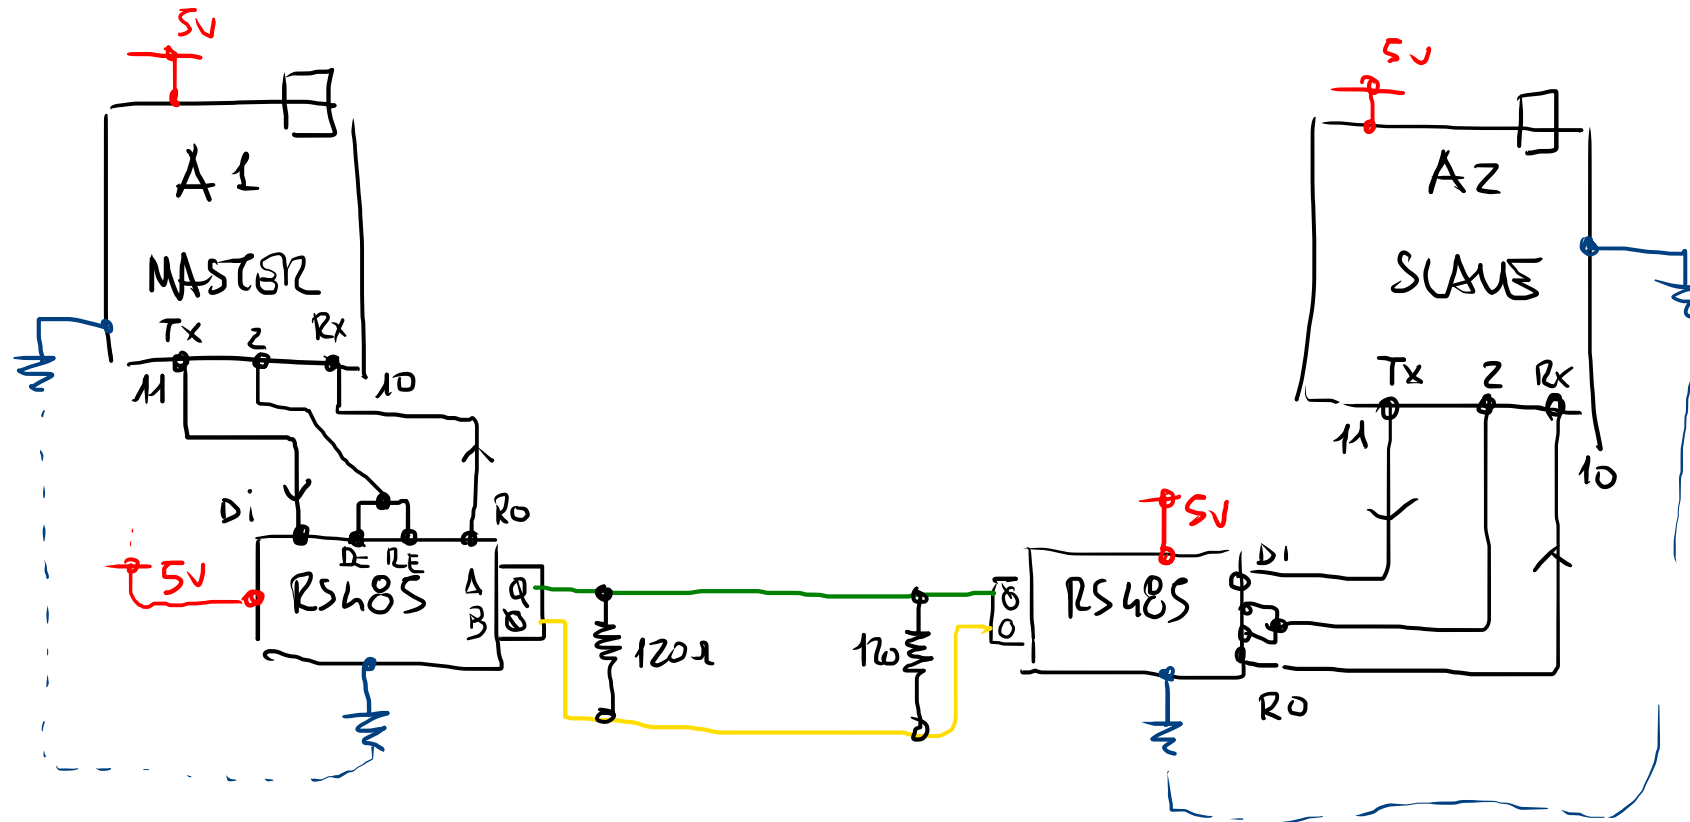 5V
5V
A1
A2
MASTER
SLAVE
Tx 2 Rx
Tx 2 Rx
11 10
11 10
Di RO
5V
DE RE
5V
RS485
A
B
RS485
DI
120Ω
120
RO